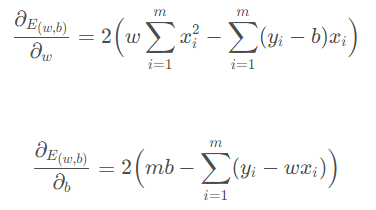 ∂E(w,b)/∂w = 2(w∑_{i=1}^{m} x_i^2 − ∑_{i=1}^{m} (y_i − b)x_i)
∂E(w,b)/∂b = 2(mb − ∑_{i=1}^{m} (y_i − wx_i))